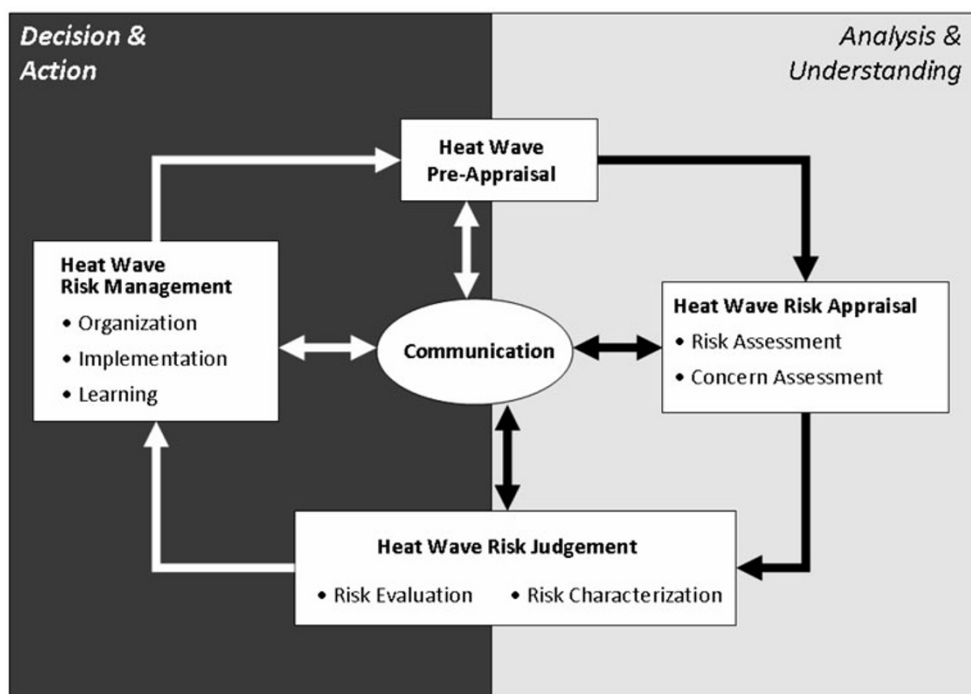 Decision &
Action
Analysis &
Understanding
Heat Wave
Pre-Appraisal
Heat Wave
Risk Management
• Organization
• Implementation
• Learning
Communication
Heat Wave Risk Appraisal
• Risk Assessment
• Concern Assessment
Heat Wave Risk Judgement
• Risk Evaluation • Risk Characterization